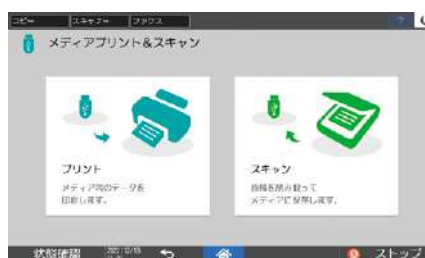 コピー スキャナー ファクス
?
メディアプリント&スキャン
プリント
メディア内のデータを
印刷します。
スキャン
原稿を読み取って
メディアに保存します。
状態確認 ストップ